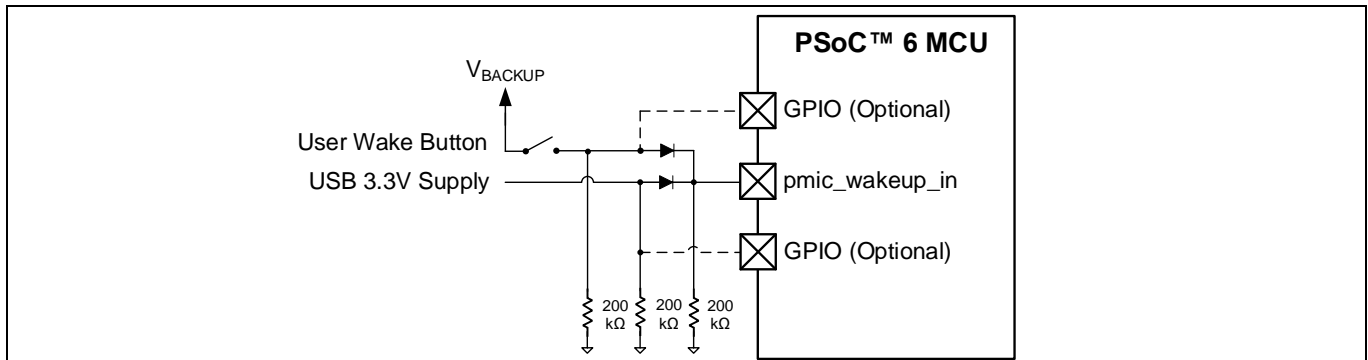 PSoC™ 6 MCU
VBACKUP
GPIO (Optional)
User Wake Button
USB 3.3V Supply
pmic_wakeup_in
GPIO (Optional)
200 kΩ
200 kΩ
200 kΩ